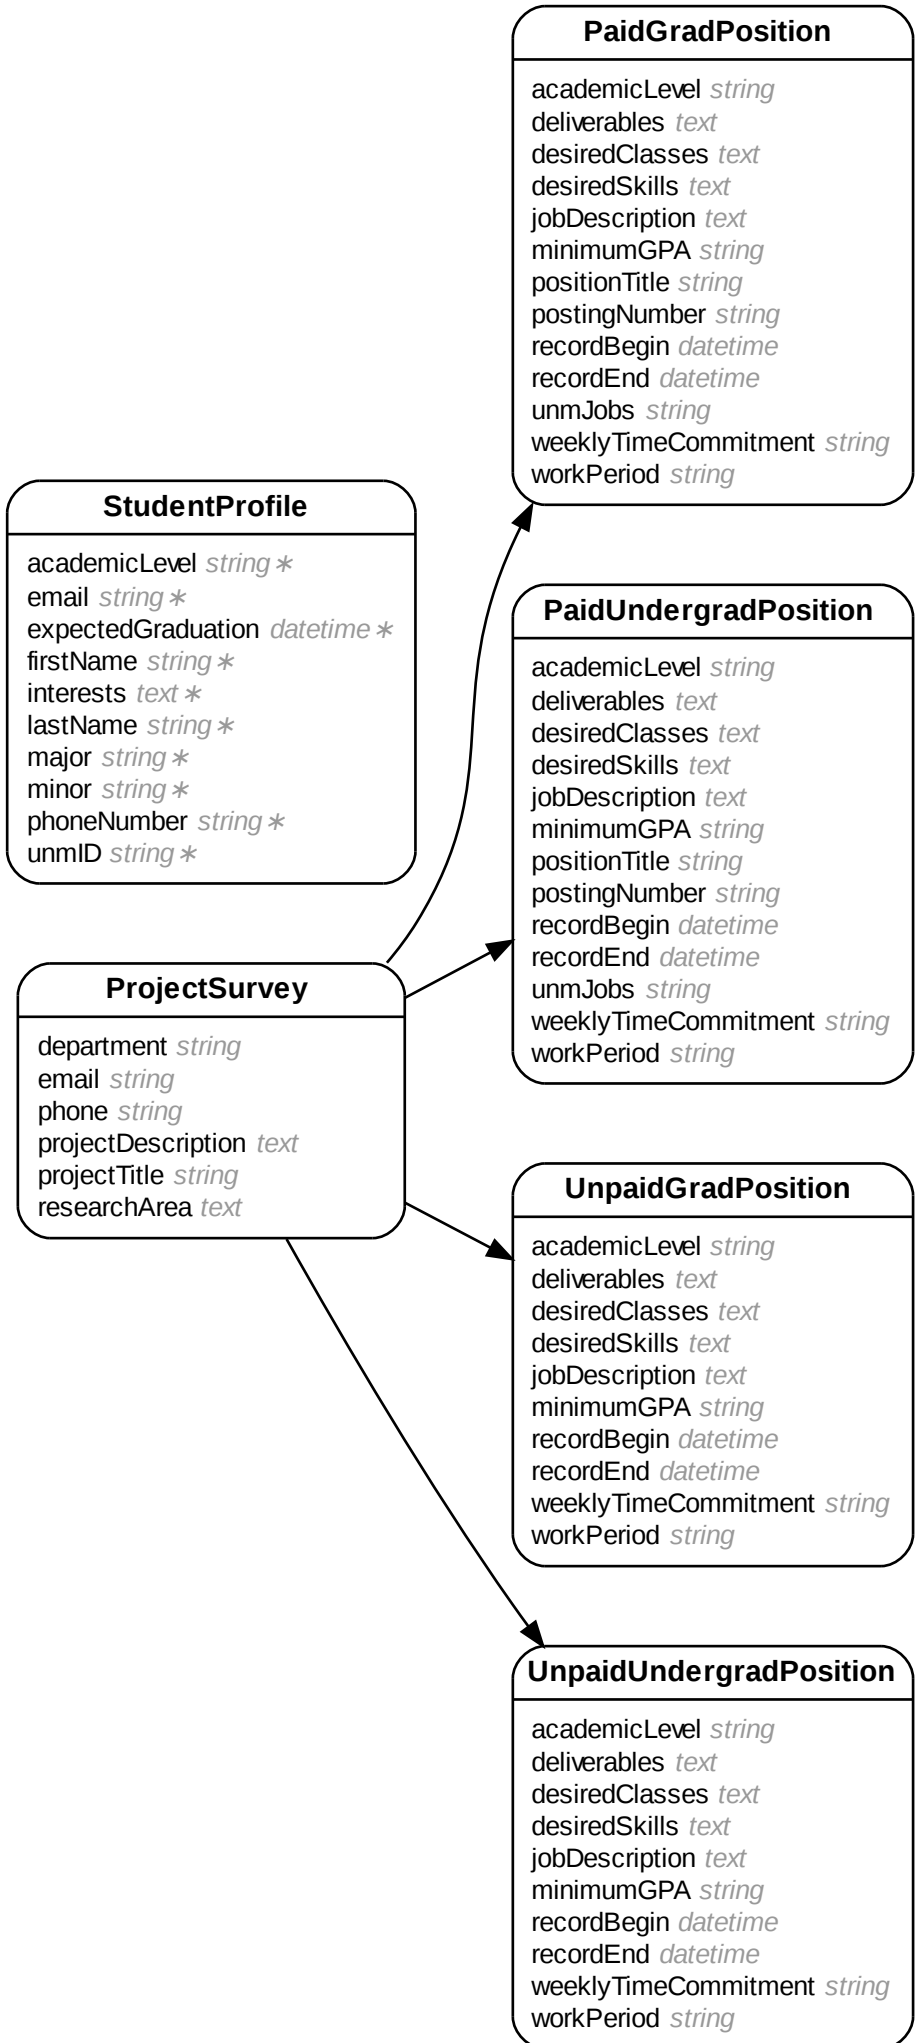 PaidGradPosition
academicLevel string
deliverables text
desiredClasses text
desiredSkills text
jobDescription text
minimumGPA string
positionTitle string
postingNumber string
recordBegin datetime
recordEnd datetime
unmJobs string
weeklyTimeCommitment string
workPeriod string
StudentProfile
academicLevel string ∗
email string ∗
expectedGraduation datetime ∗
firstName string ∗
interests text ∗
lastName string ∗
major string ∗
minor string ∗
phoneNumber string ∗
unmID string ∗
PaidUndergradPosition
academicLevel string
deliverables text
desiredClasses text
desiredSkills text
jobDescription text
minimumGPA string
positionTitle string
postingNumber string
recordBegin datetime
recordEnd datetime
unmJobs string
weeklyTimeCommitment string
workPeriod string
ProjectSurvey
department string
email string
phone string
projectDescription text
projectTitle string
researchArea text
UnpaidGradPosition
academicLevel string
deliverables text
desiredClasses text
desiredSkills text
jobDescription text
minimumGPA string
recordBegin datetime
recordEnd datetime
weeklyTimeCommitment string
workPeriod string
UnpaidUndergradPosition
academicLevel string
deliverables text
desiredClasses text
desiredSkills text
jobDescription text
minimumGPA string
recordBegin datetime
recordEnd datetime
weeklyTimeCommitment string
workPeriod string